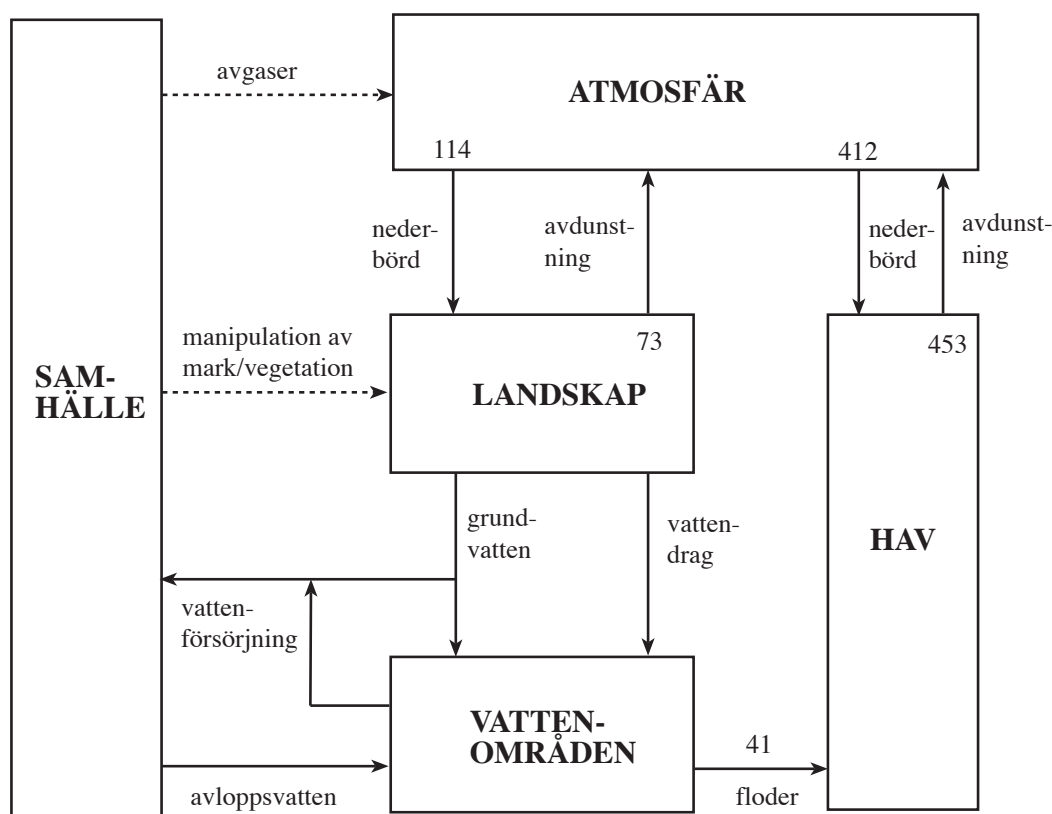 avgaser
ATMOSFÄR
114
412
neder-
börd
avdunst-
ning
neder-
börd
avdunst-
ning
manipulation av
mark/vegetation
73
453
SAM-
HÄLLE
LANDSKAP
grund-
vatten
vatten-
drag
HAV
vatten-
försörjning
VATTEN-
OMRÅDEN
41
avloppsvatten
floder